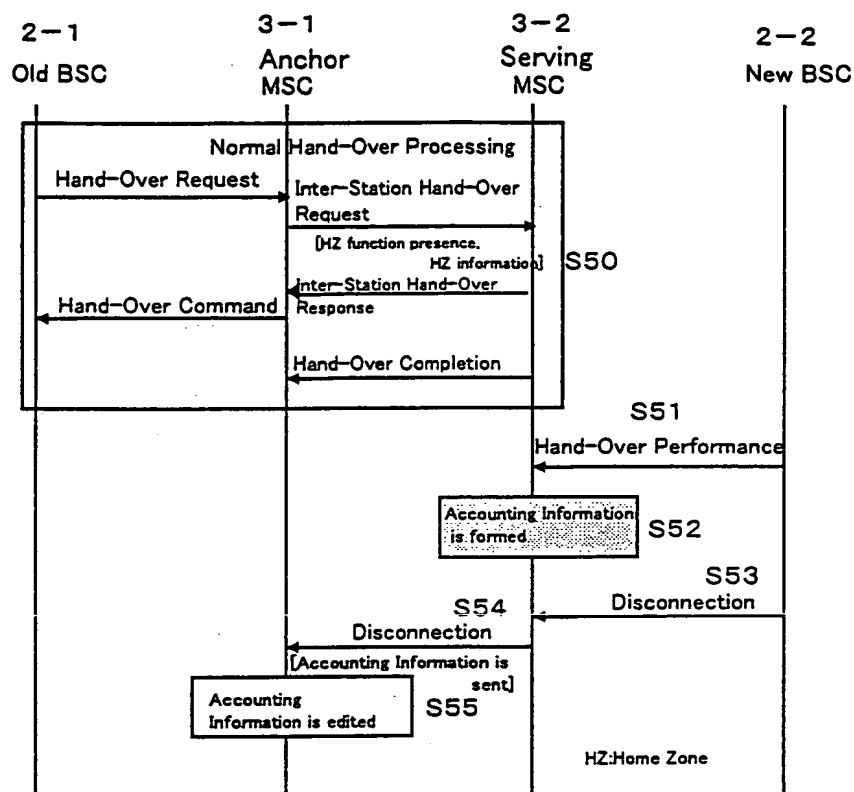 2-1
3-1
3-2
2-2
Old BSC
Anchor
MSC
Serving
MSC
New BSC
Normal Hand-Over Processing
Hand-Over Request
Inter-Station Hand-Over
Request
[HZ function presence.
HZ information]
S50
Inter-Station Hand-Over
Response
Hand-Over Command
Hand-Over Completion
S51
Hand-Over Performance
Accounting Information
is formed
S52
S53
Disconnection
S54
Disconnection
[Accounting Information is
sent]
Accounting
Information is edited
S55
HZ:Home Zone